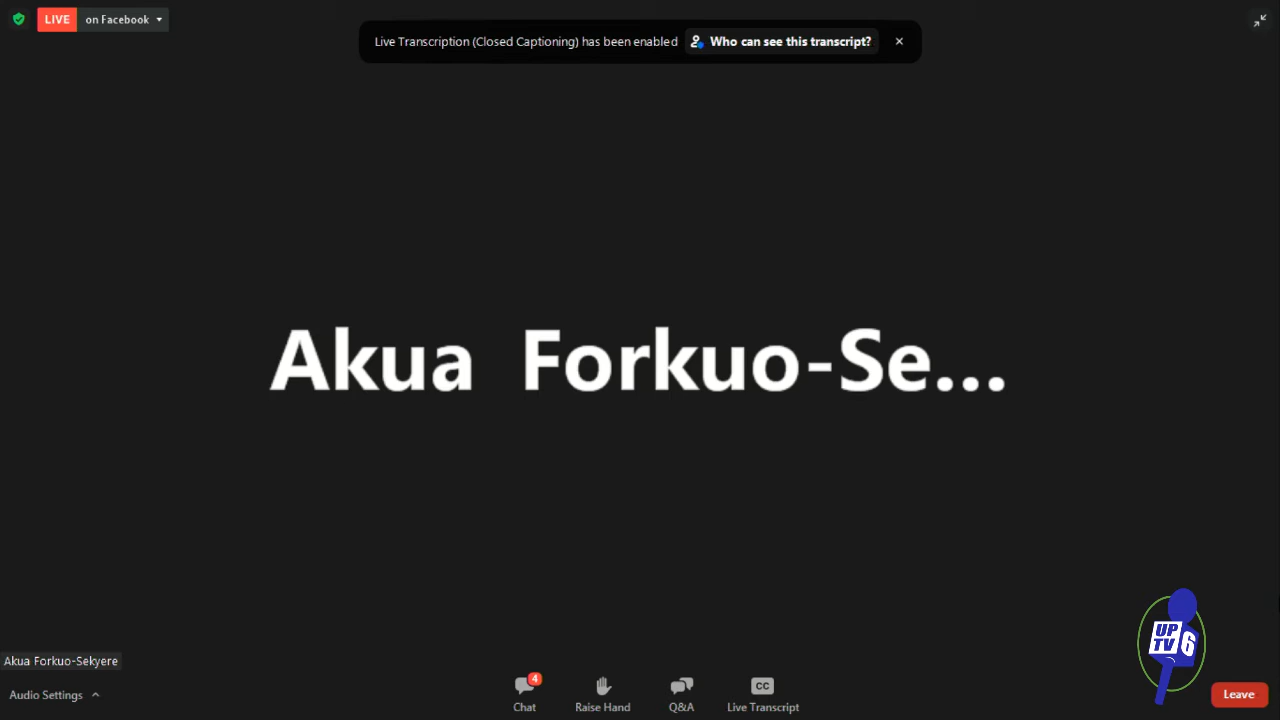 LIVE on Facebook
Live Transcription (Closed Captioning) has been enabled Who can see this transcript?
Akua Forkuo-Se...
UP
TV 6
Akua Forkuo-Sekyere
Audio Settings
4
Chat
Raise Hand
Q&A
CC
Live Transcript
Leave